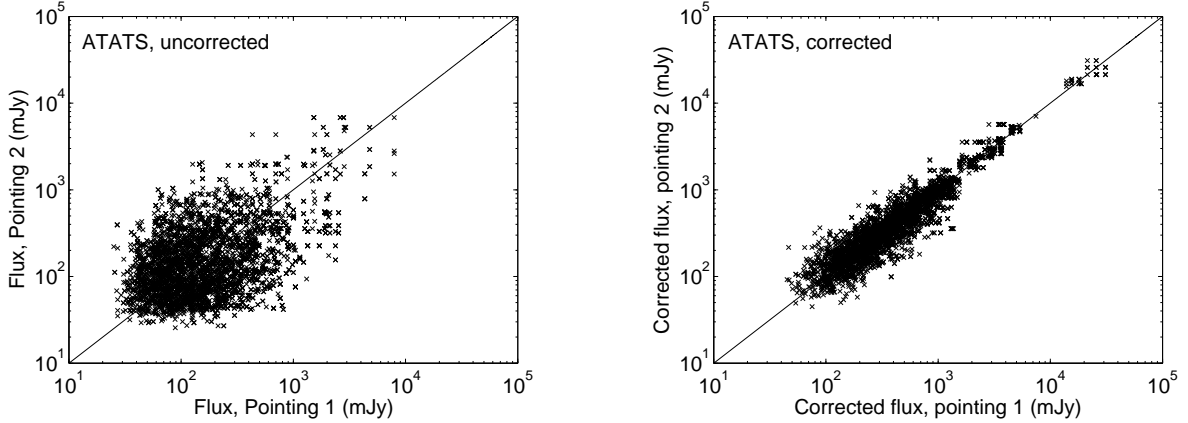 ATATS, uncorrected
Flux, Pointing 2 (mJy)
10^5
10^4
10^3
10^2
10^1
10^1 10^2 10^3 10^4 10^5
Flux, Pointing 1 (mJy)
ATATS, corrected
Corrected flux, pointing 2 (mJy)
10^5
10^4
10^3
10^2
10^1
10^1 10^2 10^3 10^4 10^5
Corrected flux, pointing 1 (mJy)